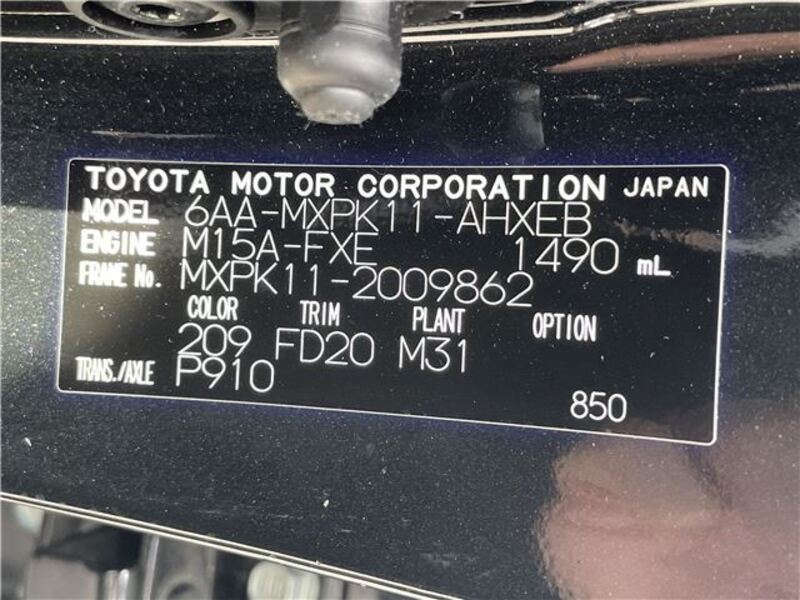 TOYOTA MOTOR CORPORATION JAPAN
MODEL 6AA-MXPK11-AHXEB
ENGINE M15A-FXE 1490 mL
FRAME No. MXPK11-2009862
COLOR TRIM PLANT OPTION
209 FD20 M31
TRANS./AXLE P910
850